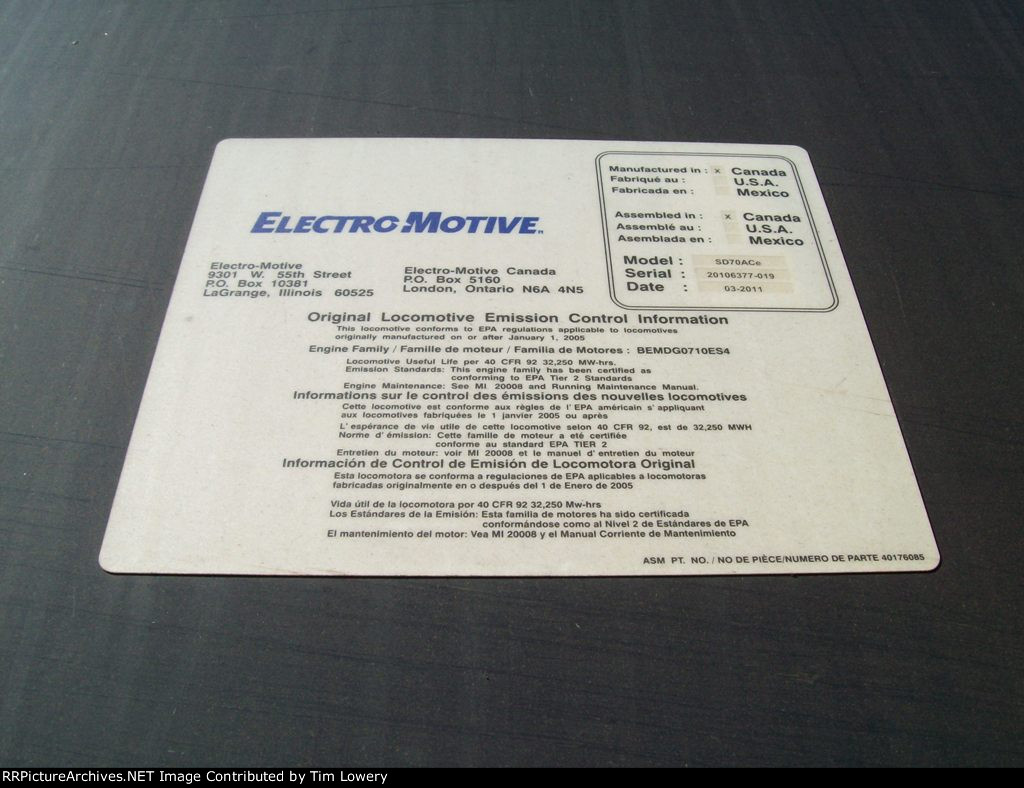 ELECTRO-MOTIVE
Manufactured in : x Canada
Fabriqué au : U.S.A.
Fabricada en : Mexico
Assembled in : x Canada
Assemblé au : U.S.A.
Asemblada en : Mexico
Model : SD70ACe
Serial : 20106377-019
Date : 03-2011
Electro-Motive
9301 W. 55th Street
P.O. Box 10381
LaGrange, Illinois 60525
Electro-Motive Canada
P.O. Box 5160
London, Ontario N6A 4N5
Original Locomotive Emission Control Information
This locomotive conforms to EPA regulations applicable to locomotives
originally manufactured on or after January 1, 2005
Engine Family / Famille de moteur / Familia de Motores : BEMDG0710ES4
Locomotive Useful Life per 40 CFR 92 32,250 MW-hrs.
Emission Standards: This engine family has been certified as
conforming to EPA Tier 2 Standards
Engine Maintenance: See MI 20008 and Running Maintenance Manual.
Informations sur le control des émissions des nouvelles locomotives
Cette locomotive est conforme aux règles de l' EPA américain s' appliquant
aux locomotives fabriquées le 1 janvier 2005 ou après
L' espérance de vie utile de cette locomotive selon 40 CFR 92, est de 32,250 MWH
Norme d' émission: Cette famille de moteur a eté certifiée
conforme au standard EPA TIER 2
Entretien du moteur: voir MI 20008 et le manuel d' entretien du moteur
Información de Control de Emisión de Locomotora Original
Esta locomotora se conforma a regulaciones de EPA aplicables a locomotoras
fabricadas originalmente en o después del 1 de Enero de 2005
Vida útil de la locomotora por 40 CFR 92 32,250 Mw-hrs
Los Estándares de la Emisión: Esta familia de motores ha sido certificada
conformándose como al Nivel 2 de Estándares de EPA
El mantenimiento del motor: Vea MI 20008 y el Manual Corriente de Mantenimiento
ASM PT. NO. / NO DE PIÈCE/NUMERO DE PARTE 40176085
RRPictureArchives.NET Image Contributed by Tim Lowery